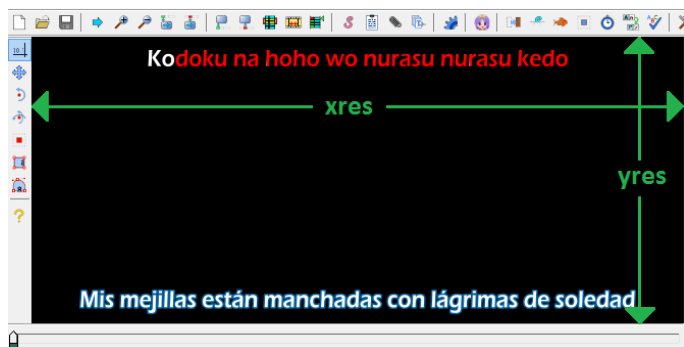 Kodoku na hoho wo nurasu nurasu kedo
xres
yres
Mis mejillas están manchadas con lágrimas de soledad